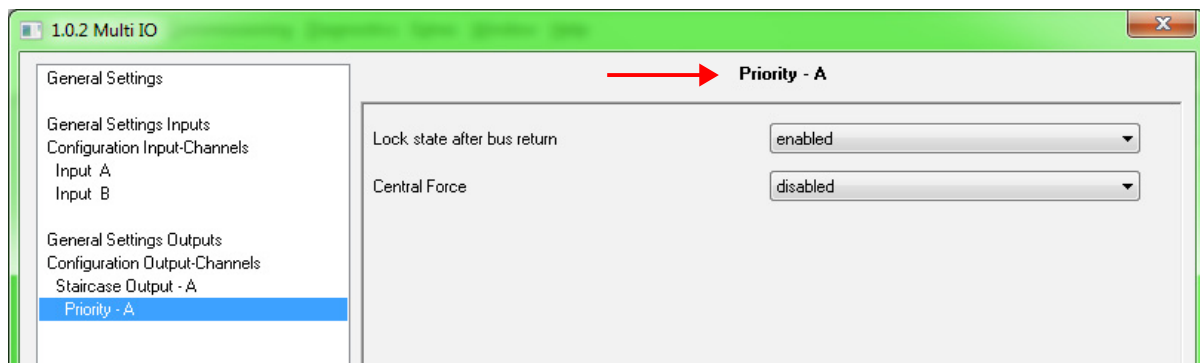 1.0.2 Multi IO
General Settings
General Settings Inputs
Configuration Input-Channels
Input A
Input B
General Settings Outputs
Configuration Output-Channels
Staircase Output - A
Priority - A
Priority - A
Lock state after bus return
enabled
Central Force
disabled